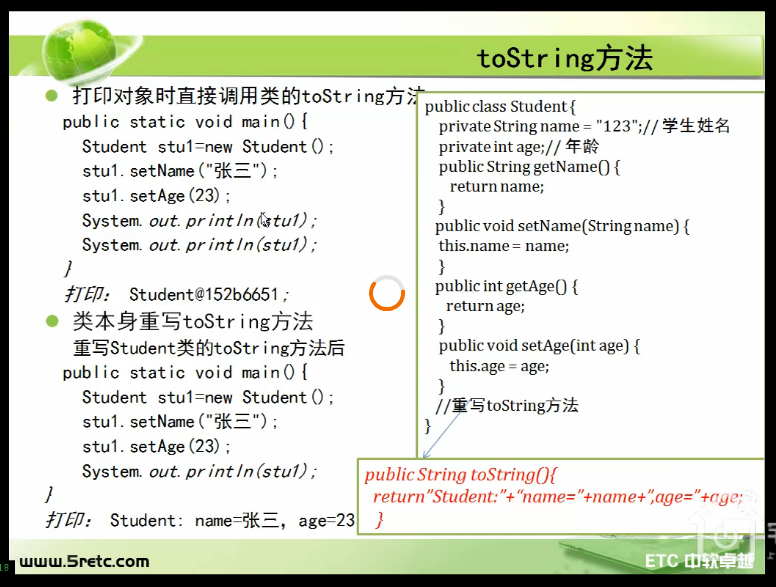 toString方法
打印对象时直接调用类的toString方法
public static void main(){
Student stu1=new Student();
stu1.setName("张三");
stu1.setAge(23);
System.out.println(stu1);
System.out.println(stu1);
}
打印: Student@152b6651;
类本身重写toString方法
重写Student类的toString方法后
public static void main(){
Student stu1=new Student();
stu1.setName("张三");
stu1.setAge(23);
System.out.println(stu1);
}
打印: Student: name=张三, age=23
public class Student {
private String name = "123";// 学生姓名
private int age;// 年龄
public String getName() {
return name;
}
public void setName(String name) {
this.name = name;
}
public int getAge() {
return age;
}
public void setAge(int age) {
this.age = age;
}
//重写toString方法
}
public String toString(){
return"Student:"+"name="+name+",age="+age;
}
18
www.5retc.com
ETC 中软卓越